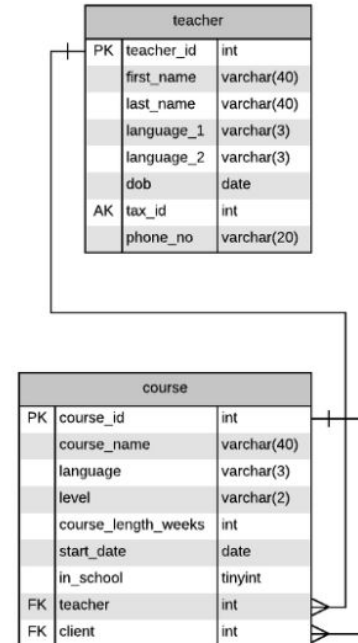 teacher
PK teacher_id int
first_name varchar(40)
last_name varchar(40)
language_1 varchar(3)
language_2 varchar(3)
dob date
AK tax_id int
phone_no varchar(20)
course
PK course_id int
course_name varchar(40)
language varchar(3)
level varchar(2)
course_length_weeks int
start_date date
in_school tinyint
FK teacher int
FK client int